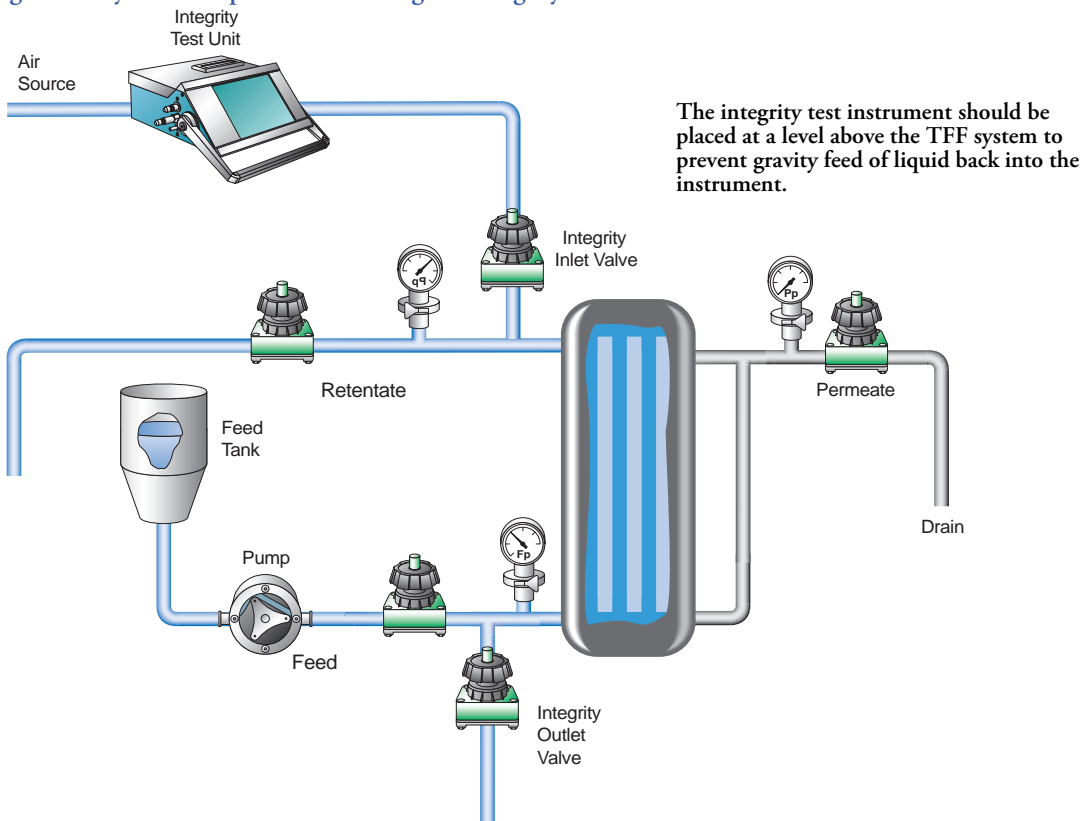 Integrity
Test Unit
Air
Source
The integrity test instrument should be
placed at a level above the TFF system to
prevent gravity feed of liquid back into the
instrument.
Integrity
Inlet Valve
Pp
Retentate
Permeate
Feed
Tank
Drain
Pump
Fp
Feed
Integrity
Outlet
Valve